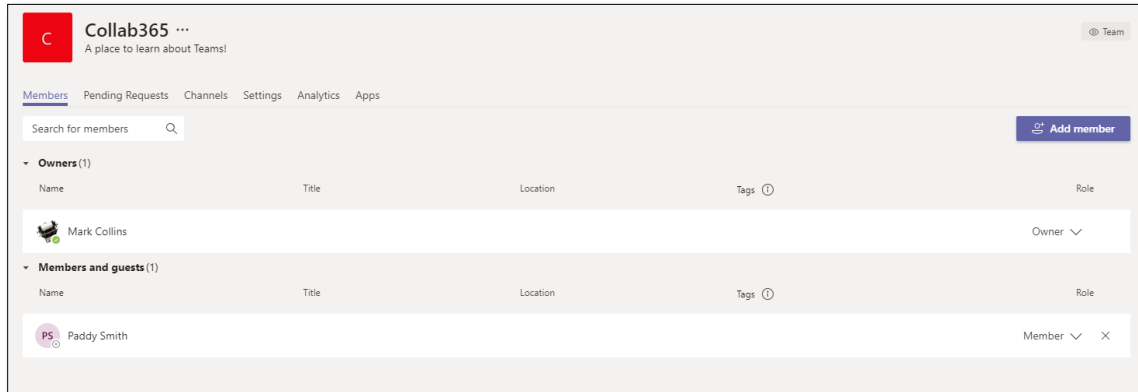 C
Collab365 ...
A place to learn about Teams!
Team
Members Pending Requests Channels Settings Analytics Apps
Search for members
Add member
Owners (1)
Name Title Location Tags Role
Mark Collins Owner
Members and guests (1)
Name Title Location Tags Role
PS Paddy Smith Member